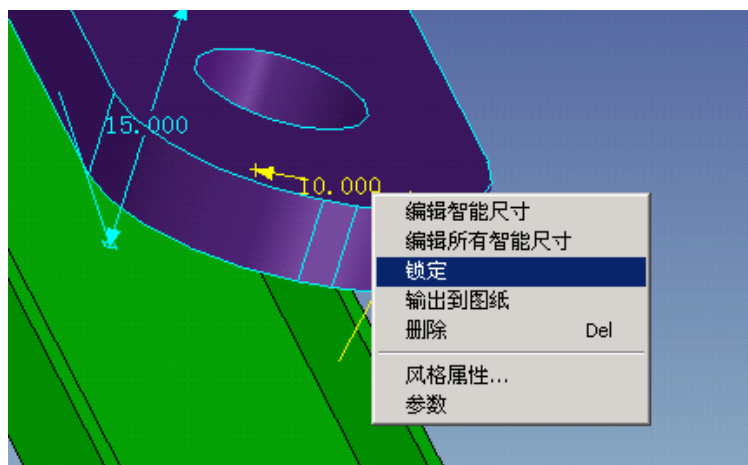 15.000
10.000
编辑智能尺寸
编辑所有智能尺寸
锁定
输出到图纸
删除 Del
风格属性...
参数